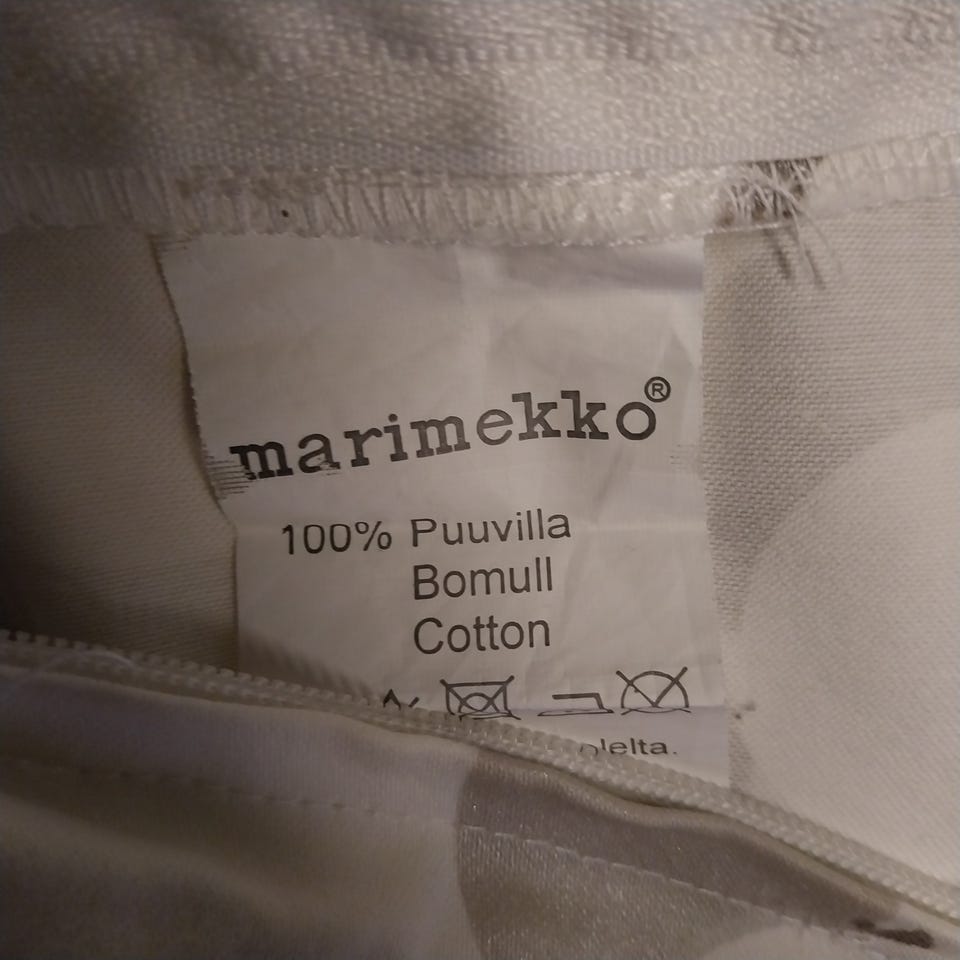 marimekko®
100% Puuvilla
Bomull
Cotton